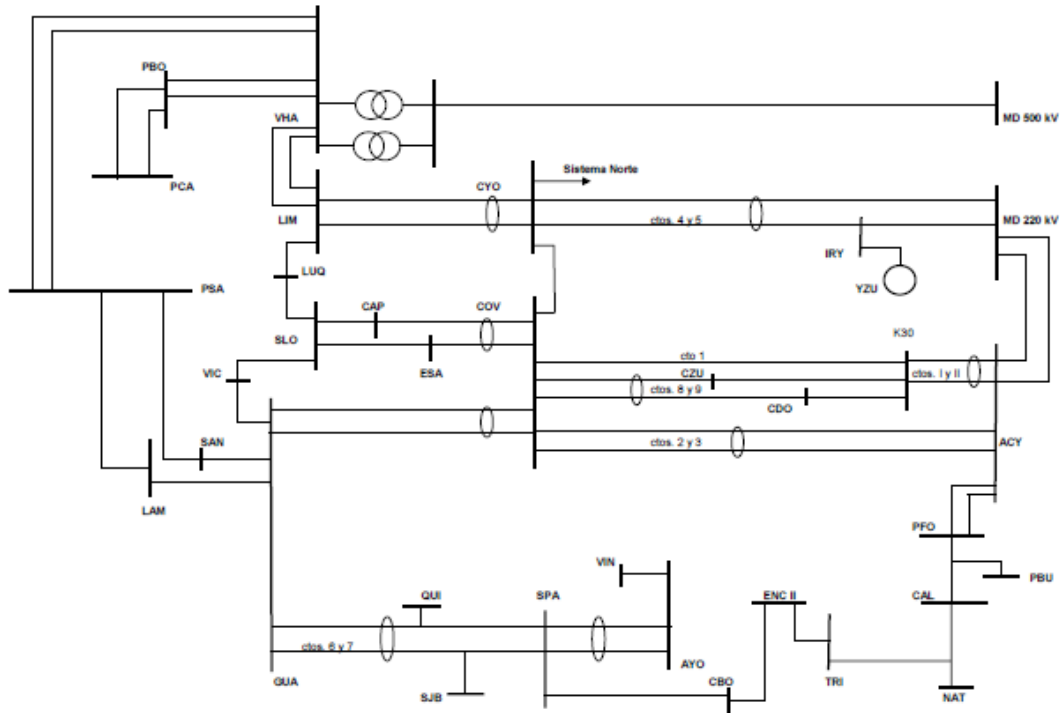 PBO
VHA
MD 500 kV
PCA
CYO
Sistema Norte
LIM
ctos. 4 y 5
MD 220 kV
IRY
LUQ
YZU
PSA
CAP
COV
SLO
K30
cto 1
VIC
ESA
CZU
ctos. I y II
ctos. 8 y 9
CDO
SAN
ctos. 2 y 3
ACY
LAM
PFO
VIN
PBU
QUI
SPA
ENC II
CAL
ctos. 6 y 7
GUA
SJB
AYO
CBO
TRI
NAT